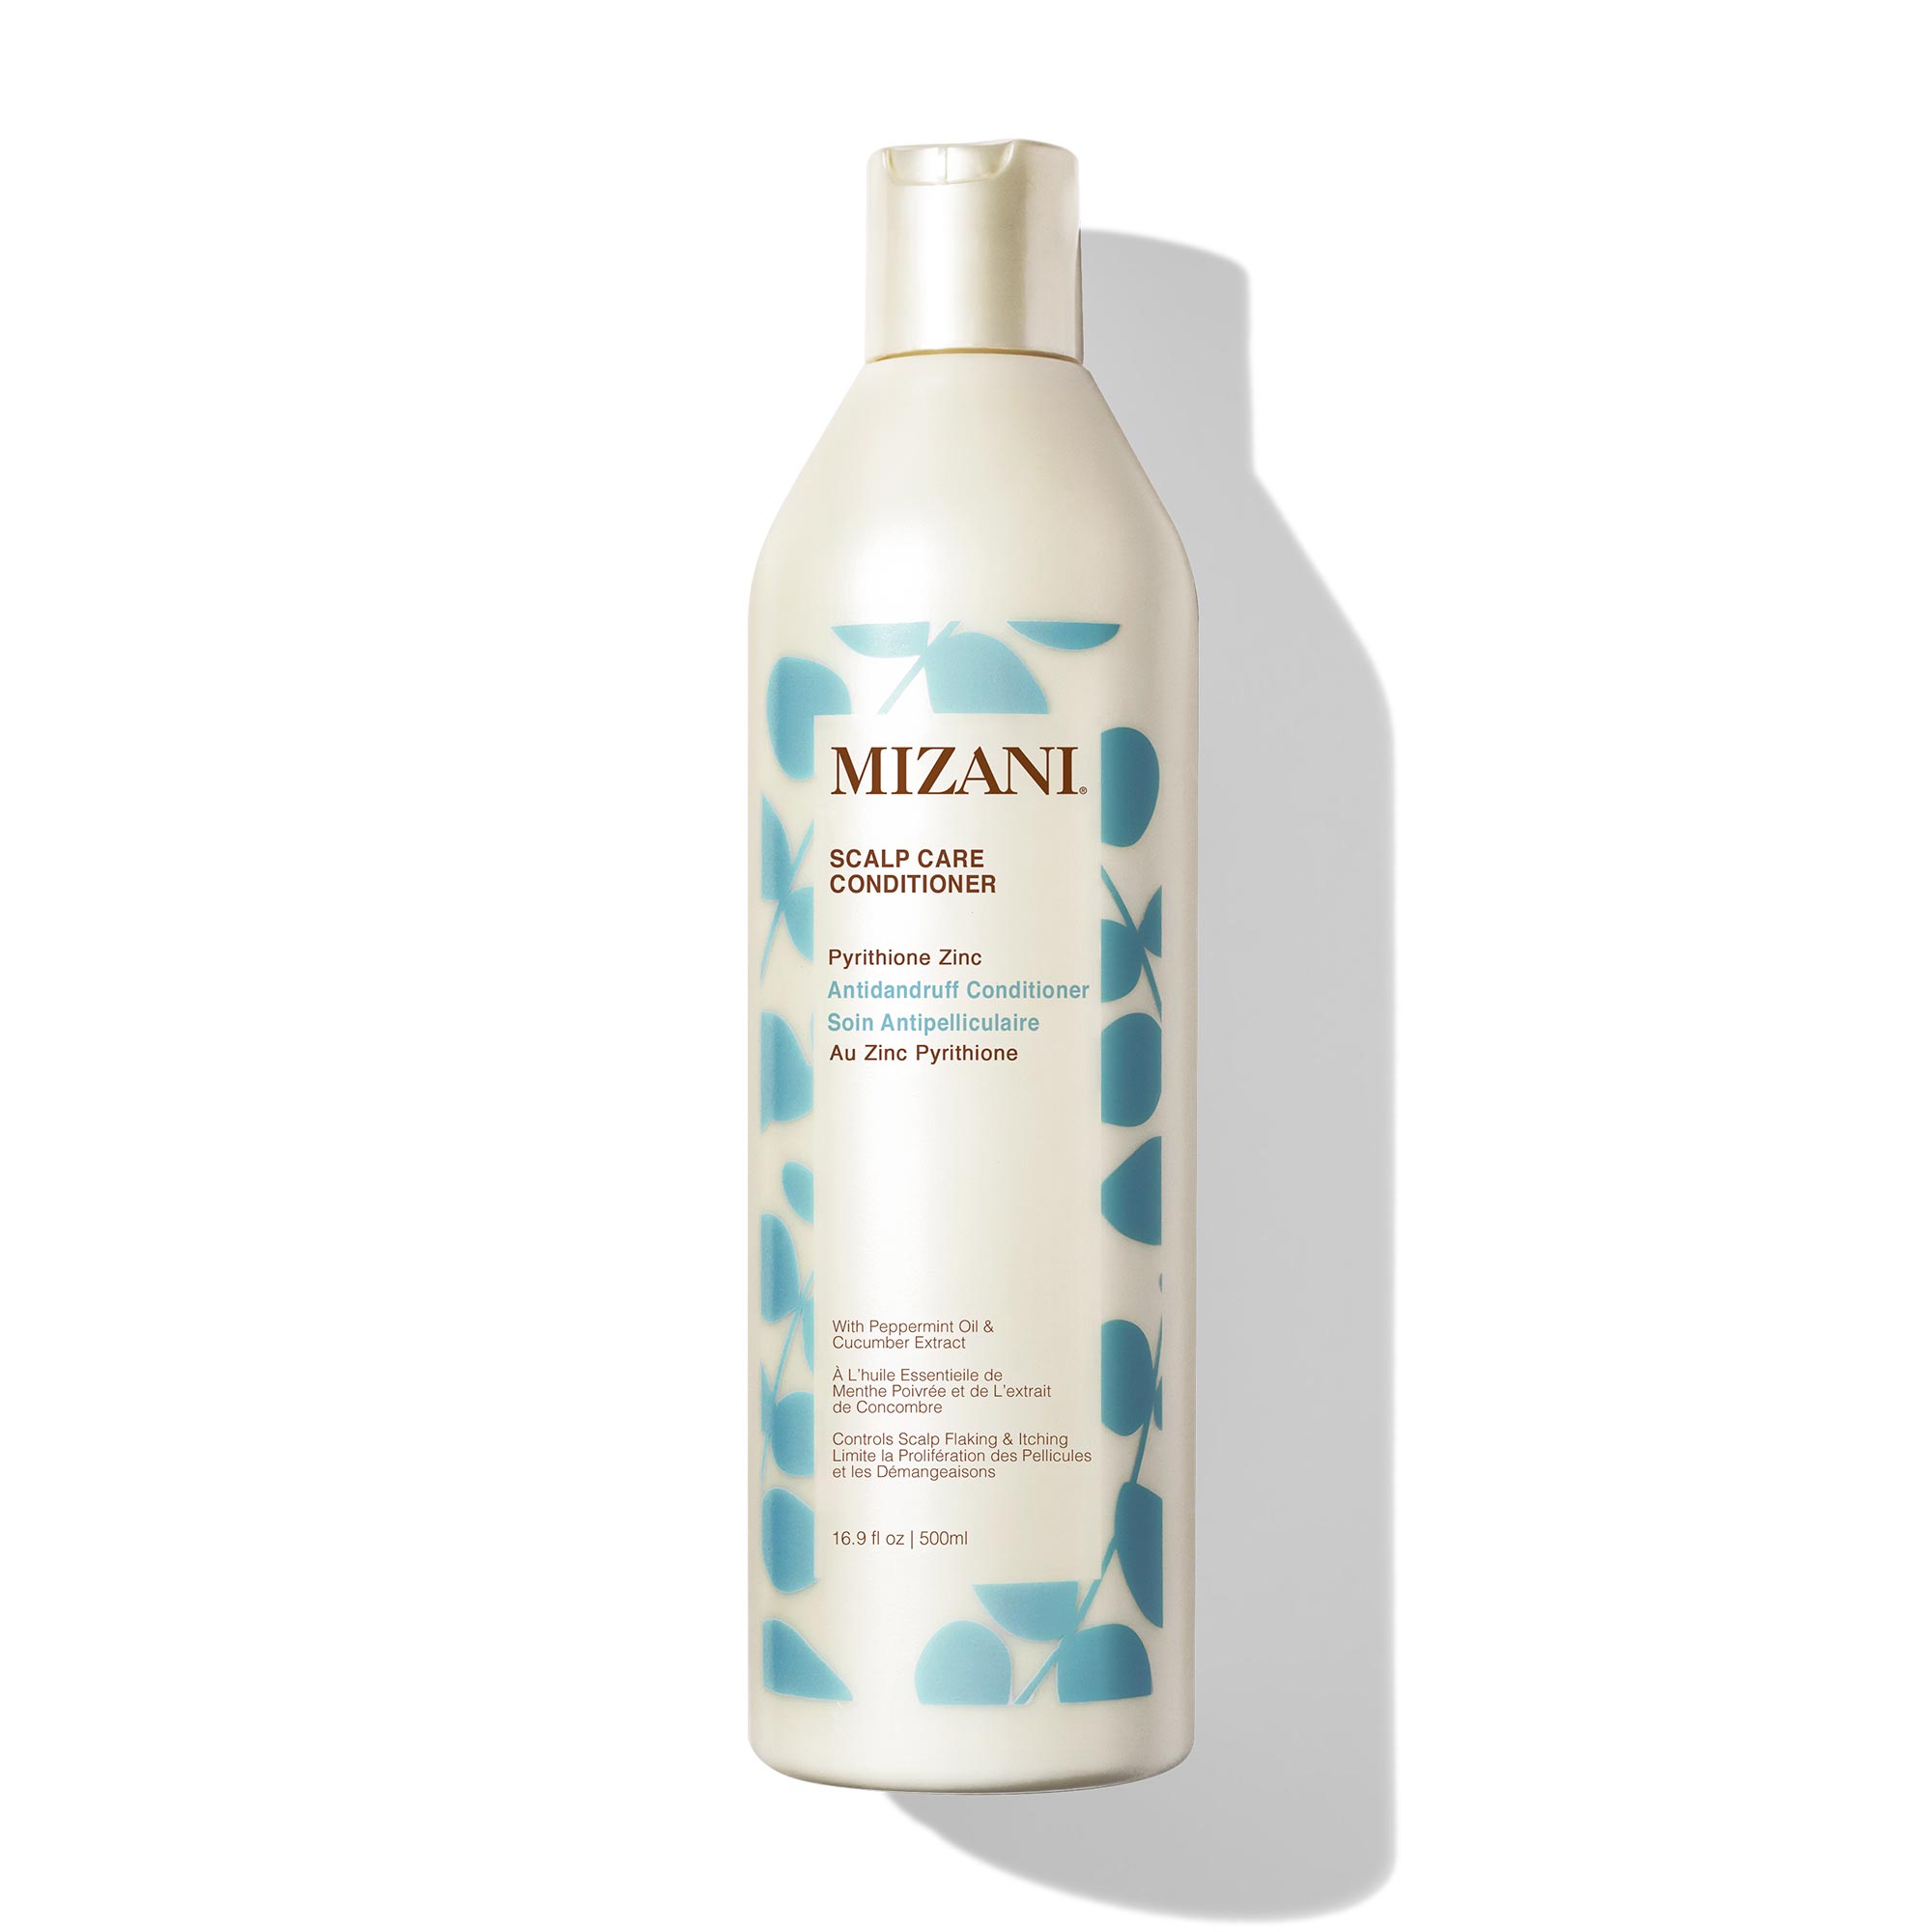 MIZANI®
SCALP CARE
CONDITIONER
Pyrithione Zinc
Antidandruff Conditioner
Soin Antipelliculaire
Au Zinc Pyrithione
With Peppermint Oil &
Cucumber Extract
À L'huile Essentieile de
Menthe Poivrée et de L'extrait
de Concombre
Controls Scalp Flaking & Itching
Limite la Prolifération des Pellicules
et les Démangeaisons
16.9 fl oz | 500ml